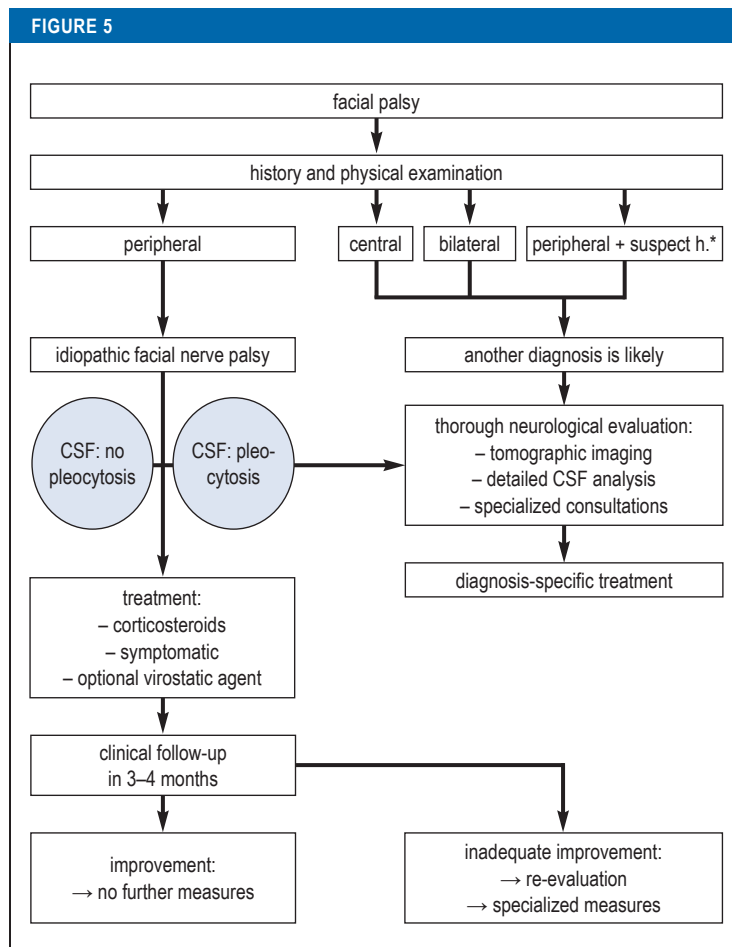 FIGURE 5
facial palsy
history and physical examination
peripheral
central
bilateral
peripheral + suspect h.*
idiopathic facial nerve palsy
another diagnosis is likely
CSF: no
pleocytosis
CSF: pleo-
cytosis
thorough neurological evaluation:
– tomographic imaging
– detailed CSF analysis
– specialized consultations
diagnosis-specific treatment
treatment:
– corticosteroids
– symptomatic
– optional virostatic agent
clinical follow-up
in 3–4 months
improvement:
→ no further measures
inadequate improvement:
→ re-evaluation
→ specialized measures